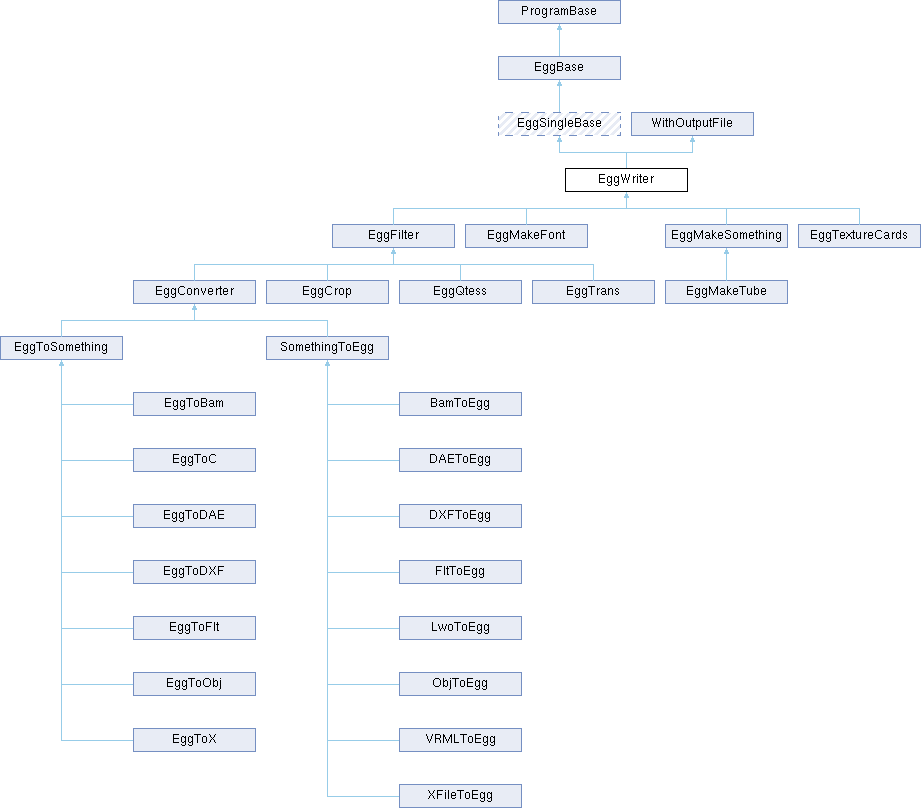 ProgramBase
EggBase
EggSingleBase
WithOutputFile
EggWriter
EggFilter
EggMakeFont
EggMakeSomething
EggTextureCards
EggConverter
EggCrop
EggQtess
EggTrans
EggMakeTube
EggToSomething
SomethingToEgg
EggToBam
BamToEgg
EggToC
DAEToEgg
EggToDAE
DXFToEgg
EggToDXF
FltToEgg
EggToFlt
LwoToEgg
EggToObj
ObjToEgg
EggToX
VRMLToEgg
XFileToEgg